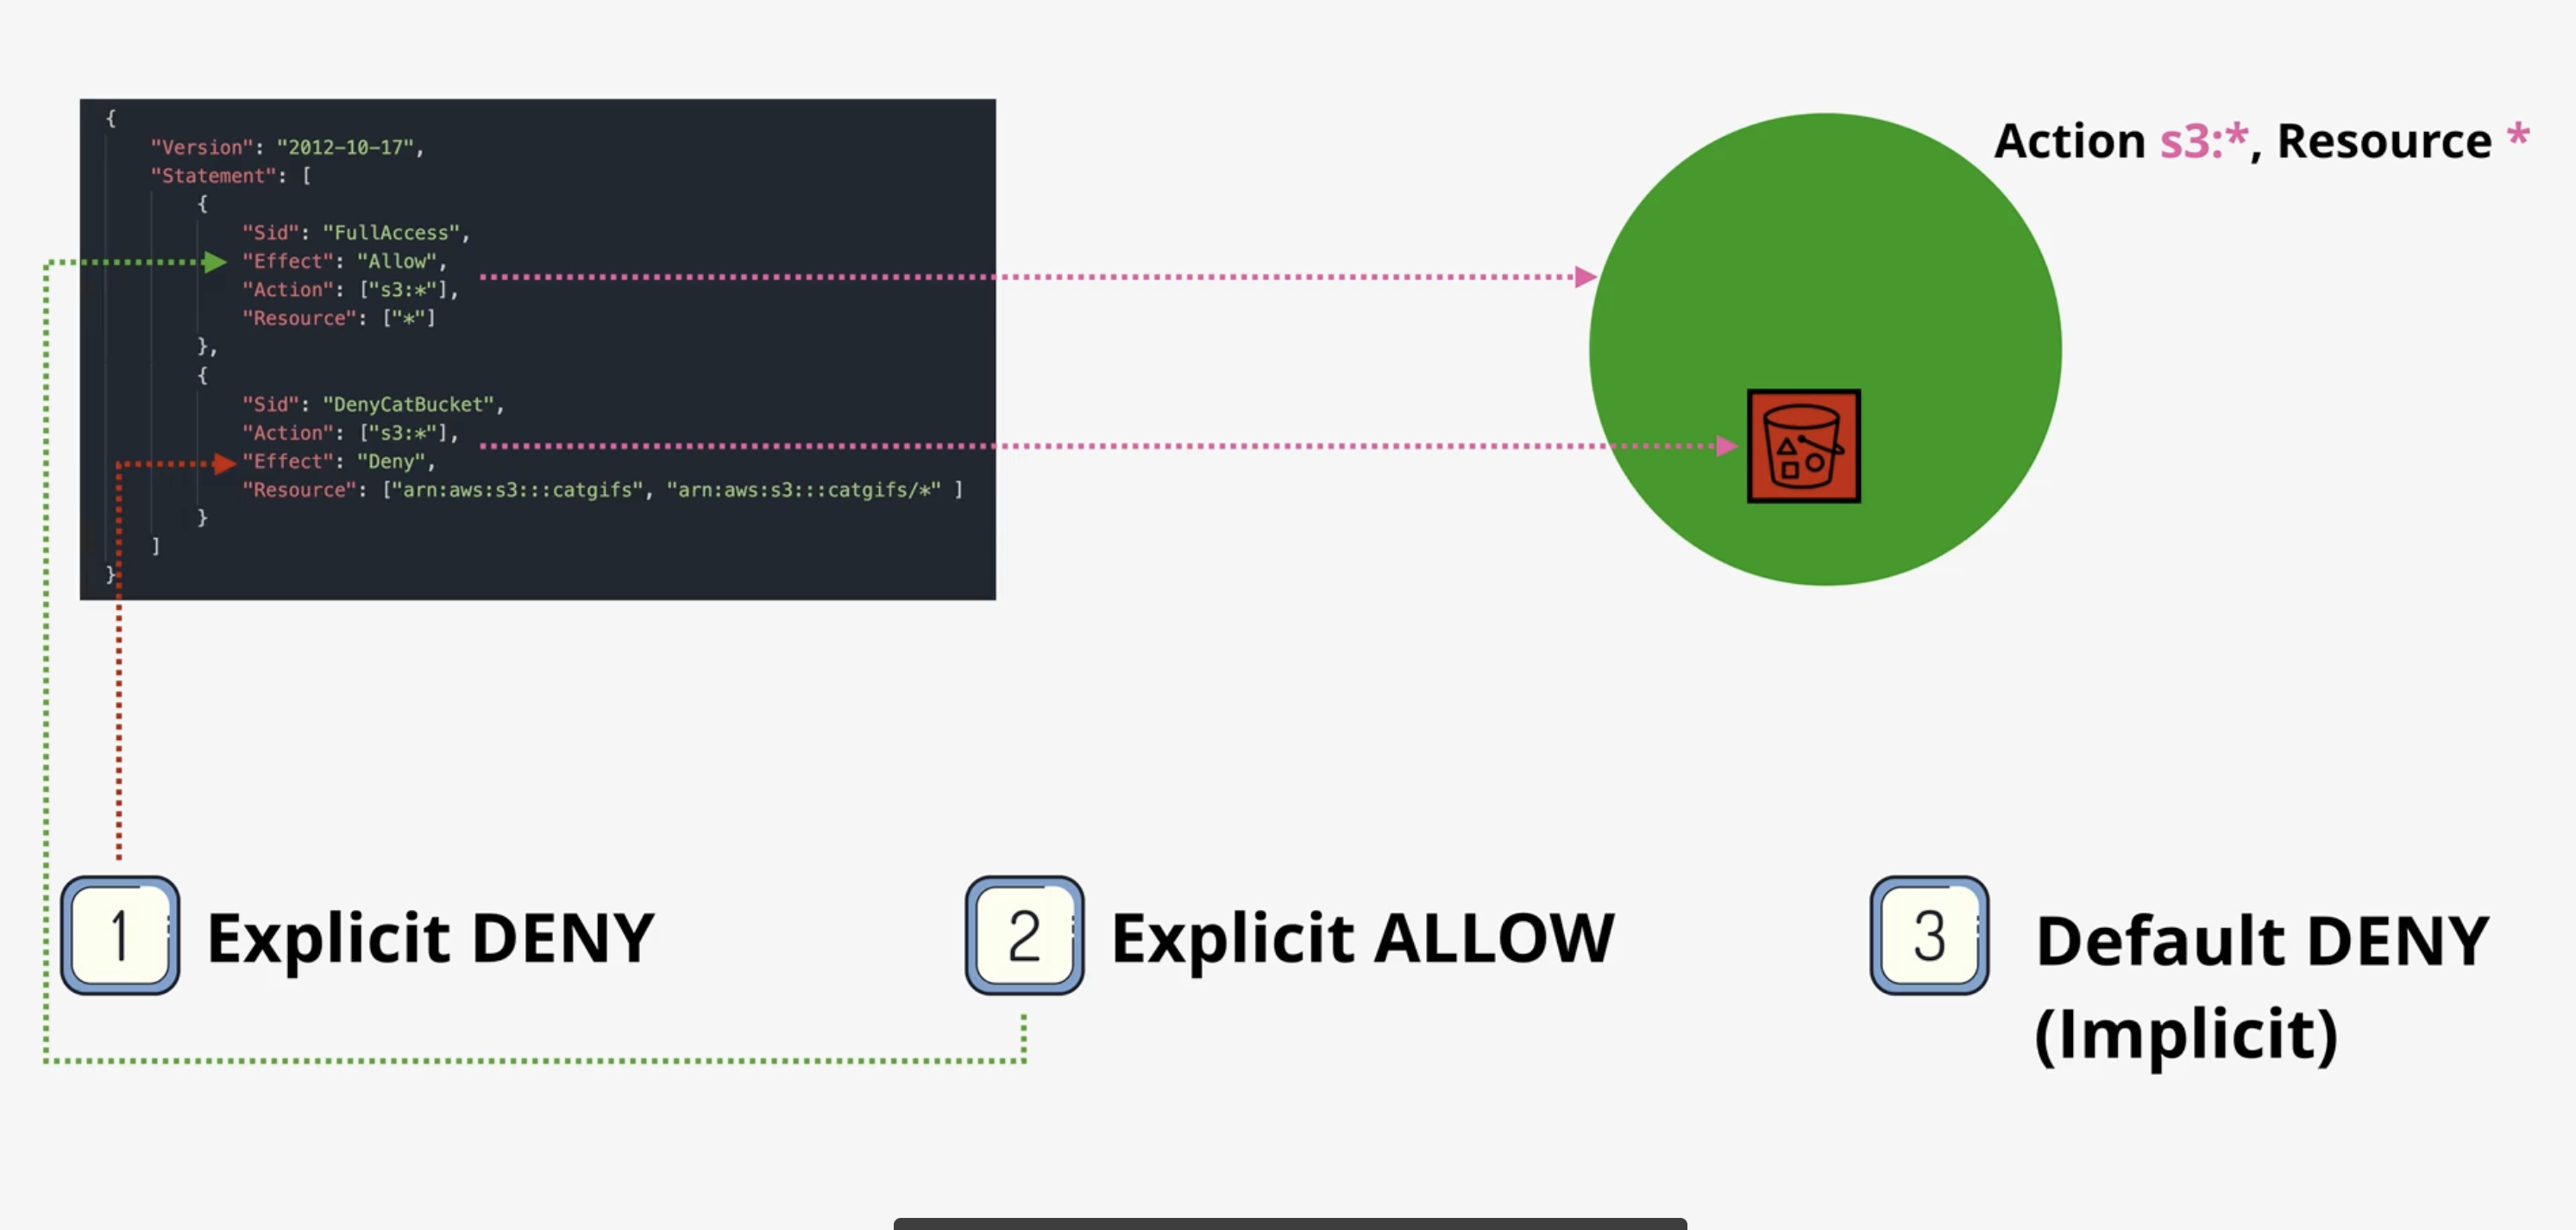 {
"Version": "2012-10-17",
"Statement": [
{
"Sid": "FullAccess",
"Effect": "Allow",
"Action": ["s3:*"],
"Resource": ["*"]
},
{
"Sid": "DenyCatBucket",
"Action": ["s3:*"],
"Effect": "Deny",
"Resource": ["arn:aws:s3:::catgifs", "arn:aws:s3:::catgifs/*" ]
}
]
}
Action s3:*, Resource *
1 Explicit DENY
2 Explicit ALLOW
3 Default DENY
(Implicit)